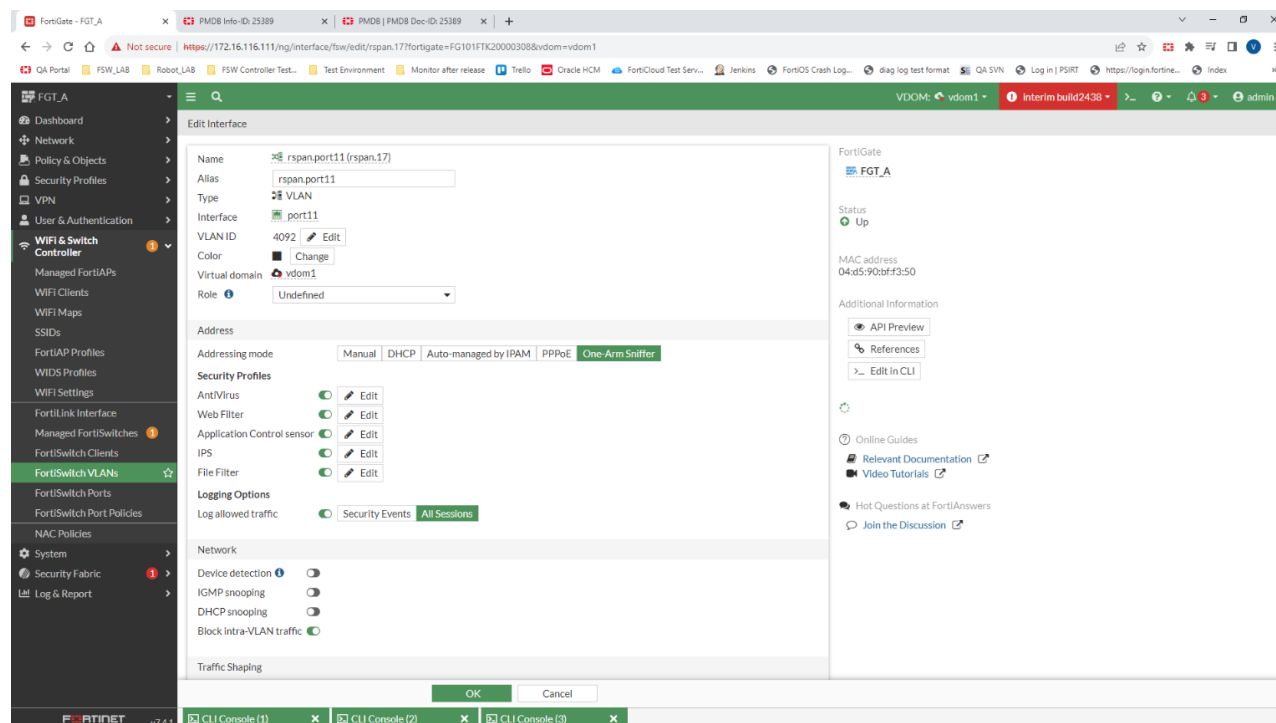 FortiGate - FGT_A
PMDB Info-ID: 25389
PMDB | PMDB Doc-ID: 25389
Not secure | https://172.16.116.111/ng/interface/fsw/edit/rspan.17?fortigate=FG101FTK20000308&vdom=vdom1
QA Portal FSW_LAB Robot_LAB FSW Controller Test... Test Environment Monitor after release Trello Oracle HCM FortiCloud Test Serv... Jenkins FortiOS Crash Log... diag log test format QA SVN Log in | PSIRT https://login.fortine... Index
FGT_A
VDOM: vdom1 interim build2438 >_ 3 admin
Dashboard
Network
Policy & Objects
Security Profiles
VPN
User & Authentication
WiFi & Switch Controller 1
Managed FortiAPs
WiFi Clients
WiFi Maps
SSIDs
FortiAP Profiles
WIDS Profiles
WiFi Settings
FortiLink Interface
Managed FortiSwitches 1
FortiSwitch Clients
FortiSwitch VLANs
FortiSwitch Ports
FortiSwitch Port Policies
NAC Policies
System
Security Fabric 1
Log & Report
FORTINET v7.4.1
Edit Interface
Name rspan.port11 (rspan.17)
Alias rspan.port11
Type VLAN
Interface port11
VLAN ID 4092 Edit
Color Change
Virtual domain vdom1
Role Undefined
Address
Addressing mode Manual DHCP Auto-managed by IPAM PPPoE One-Arm Sniffer
Security Profiles
AntiVirus Edit
Web Filter Edit
Application Control sensor Edit
IPS Edit
File Filter Edit
Logging Options
Log allowed traffic Security Events All Sessions
Network
Device detection
IGMP snooping
DHCP snooping
Block intra-VLAN traffic
Traffic Shaping
OK Cancel
FortiGate
FGT_A
Status
Up
MAC address
04:d5:90:bf:f3:50
Additional Information
API Preview
References
>_ Edit in CLI
Online Guides
Relevant Documentation
Video Tutorials
Hot Questions at FortiAnswers
Join the Discussion
CLI Console (1) CLI Console (2) CLI Console (3)